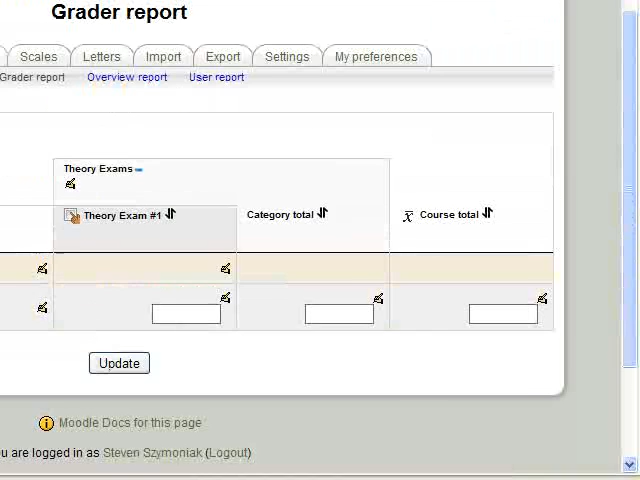 Grader report
Scales Letters Import Export Settings My preferences
Grader report Overview report User report
Theory Exams
Theory Exam #1 Category total x̅ Course total
Update
Moodle Docs for this page
u are logged in as Steven Szymoniak (Logout)